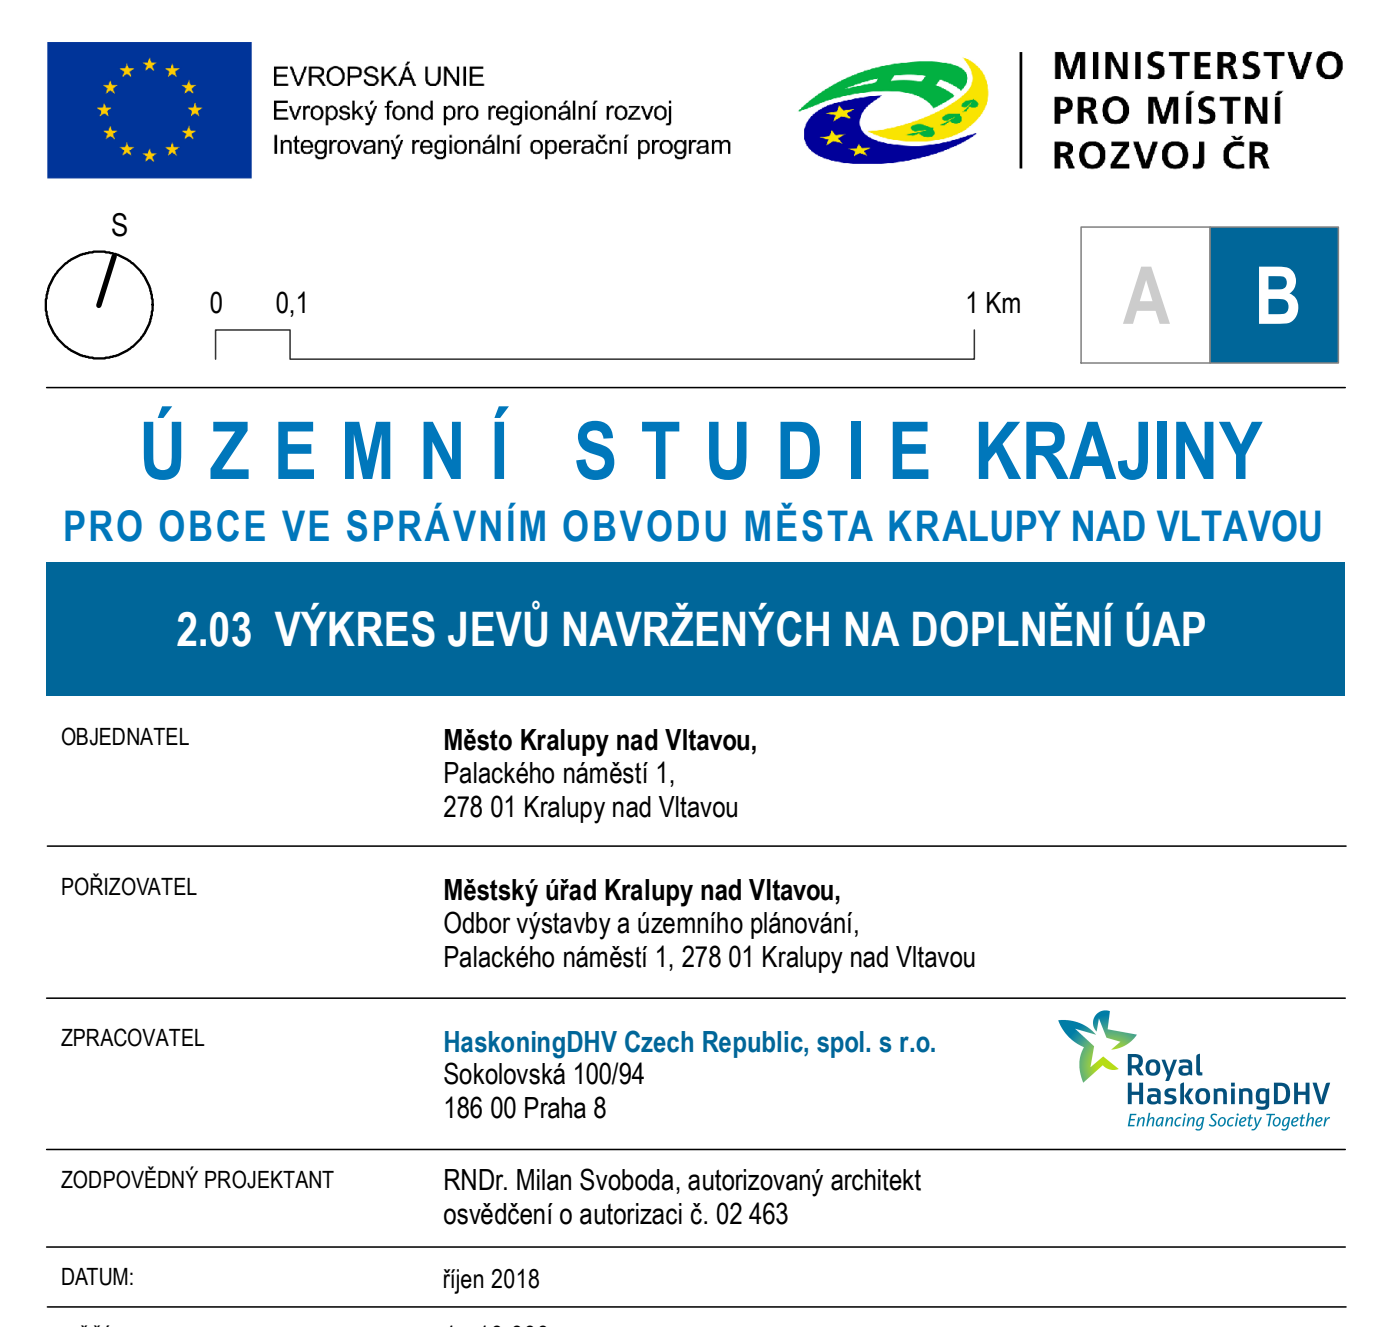 EVROPSKÁ UNIE
Evropský fond pro regionální rozvoj
Integrovaný regionální operační program
MINISTERSTVO
PRO MÍSTNÍ
ROZVOJ ČR
S
0 0,1 1 Km
A B
ÚZEMNÍ STUDIE KRAJINY
PRO OBCE VE SPRÁVNÍM OBVODU MĚSTA KRALUPY NAD VLTAVOU
2.03 VÝKRES JEVŮ NAVRŽENÝCH NA DOPLNĚNÍ ÚAP
OBJEDNATEL
Město Kralupy nad Vltavou,
Palackého náměstí 1,
278 01 Kralupy nad Vltavou
POŘIZOVATEL
Městský úřad Kralupy nad Vltavou,
Odbor výstavby a územního plánování,
Palackého náměstí 1, 278 01 Kralupy nad Vltavou
ZPRACOVATEL
HaskoningDHV Czech Republic, spol. s r.o.
Sokolovská 100/94
186 00 Praha 8
Royal
HaskoningDHV
Enhancing Society Together
ZODPOVĚDNÝ PROJEKTANT
RNDr. Milan Svoboda, autorizovaný architekt
osvědčení o autorizaci č. 02 463
DATUM:
říjen 2018